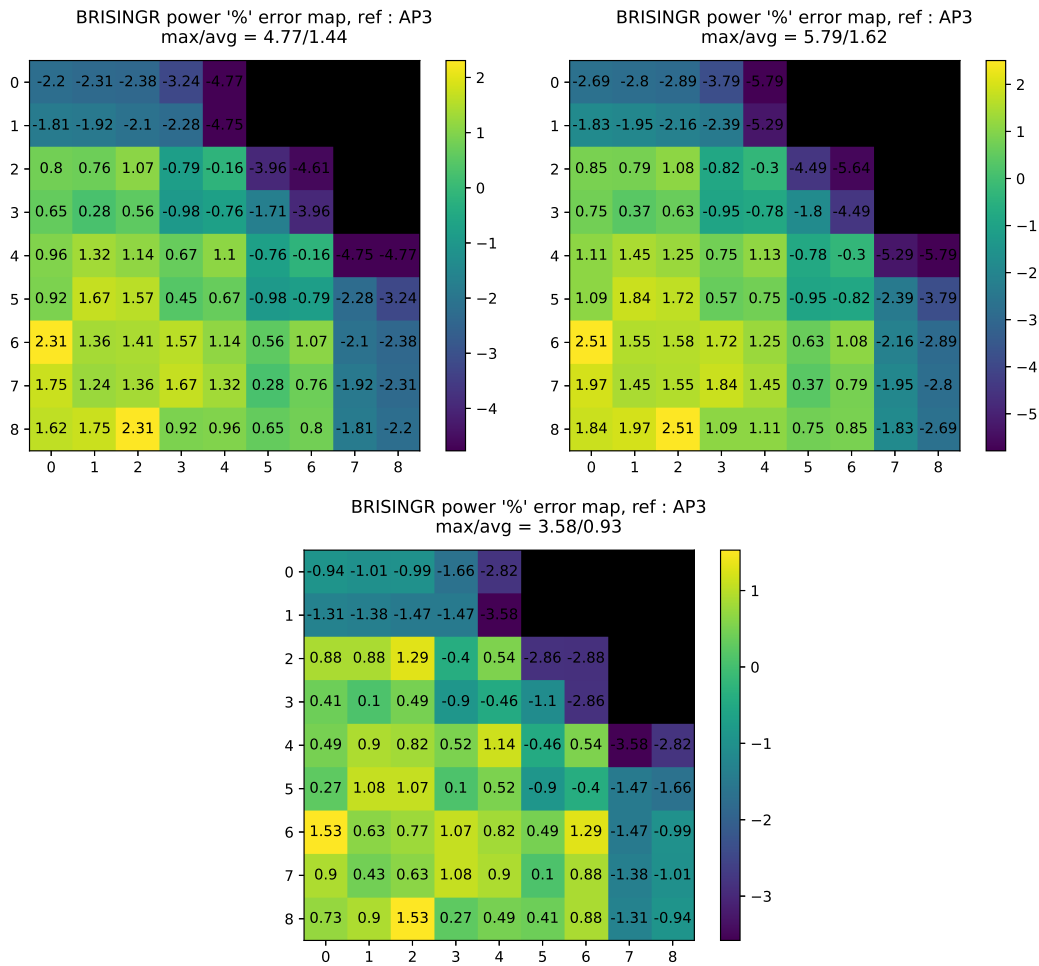 BRISINGR power '%' error map, ref : AP3
max/avg = 4.77/1.44
0 -2.2 -2.31 -2.38 -3.24 -4.77
1 -1.81 -1.92 -2.1 -2.28 -4.75
2 0.8 0.76 1.07 -0.79 -0.16 -3.96 -4.61
3 0.65 0.28 0.56 -0.98 -0.76 -1.71 -3.96
4 0.96 1.32 1.14 0.67 1.1 -0.76 -0.16 -4.75 -4.77
5 0.92 1.67 1.57 0.45 0.67 -0.98 -0.79 -2.28 -3.24
6 2.31 1.36 1.41 1.57 1.14 0.56 1.07 -2.1 -2.38
7 1.75 1.24 1.36 1.67 1.32 0.28 0.76 -1.92 -2.31
8 1.62 1.75 2.31 0.92 0.96 0.65 0.8 -1.81 -2.2
0 1 2 3 4 5 6 7 8
2
1
0
−1
−2
−3
−4
BRISINGR power '%' error map, ref : AP3
max/avg = 5.79/1.62
0 -2.69 -2.8 -2.89 -3.79 -5.79
1 -1.83 -1.95 -2.16 -2.39 -5.29
2 0.85 0.79 1.08 -0.82 -0.3 -4.49 -5.64
3 0.75 0.37 0.63 -0.95 -0.78 -1.8 -4.49
4 1.11 1.45 1.25 0.75 1.13 -0.78 -0.3 -5.29 -5.79
5 1.09 1.84 1.72 0.57 0.75 -0.95 -0.82 -2.39 -3.79
6 2.51 1.55 1.58 1.72 1.25 0.63 1.08 -2.16 -2.89
7 1.97 1.45 1.55 1.84 1.45 0.37 0.79 -1.95 -2.8
8 1.84 1.97 2.51 1.09 1.11 0.75 0.85 -1.83 -2.69
0 1 2 3 4 5 6 7 8
2
1
0
−1
−2
−3
−4
−5
BRISINGR power '%' error map, ref : AP3
max/avg = 3.58/0.93
0 -0.94 -1.01 -0.99 -1.66 -2.82
1 -1.31 -1.38 -1.47 -1.47 -3.58
2 0.88 0.88 1.29 -0.4 0.54 -2.86 -2.88
3 0.41 0.1 0.49 -0.9 -0.46 -1.1 -2.86
4 0.49 0.9 0.82 0.52 1.14 -0.46 0.54 -3.58 -2.82
5 0.27 1.08 1.07 0.1 0.52 -0.9 -0.4 -1.47 -1.66
6 1.53 0.63 0.77 1.07 0.82 0.49 1.29 -1.47 -0.99
7 0.9 0.43 0.63 1.08 0.9 0.1 0.88 -1.38 -1.01
8 0.73 0.9 1.53 0.27 0.49 0.41 0.88 -1.31 -0.94
0 1 2 3 4 5 6 7 8
1
0
−1
−2
−3